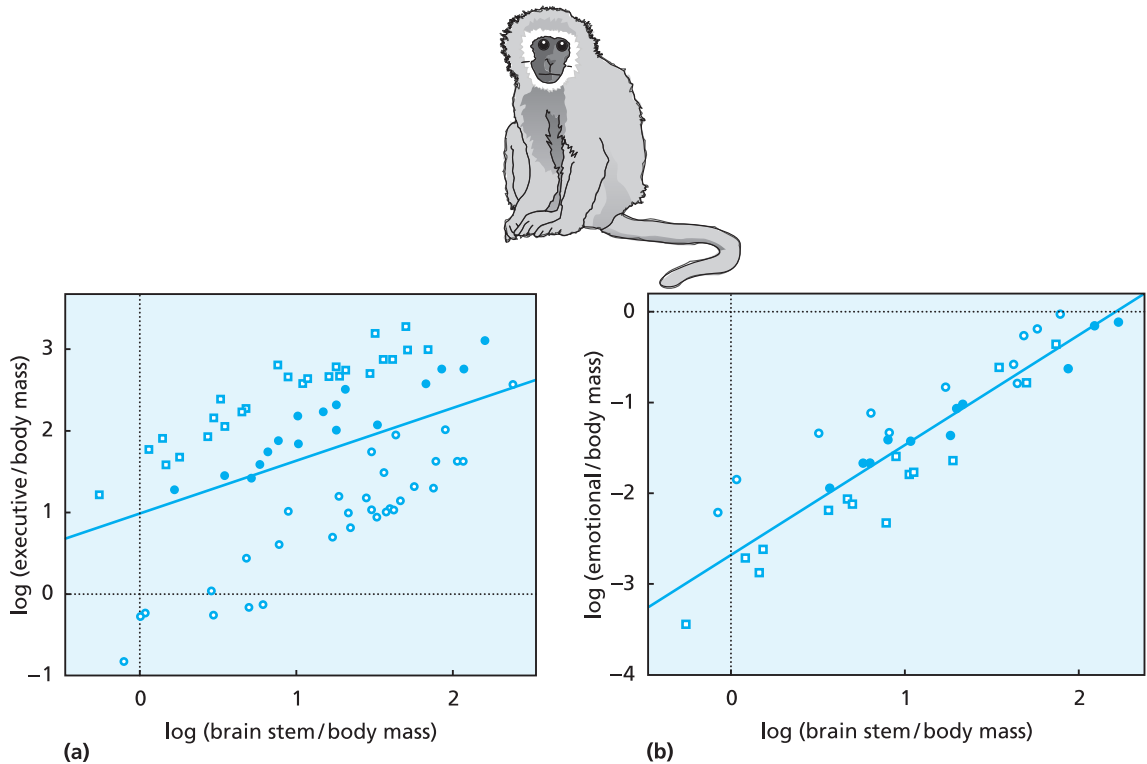 3
2
1
0
–1
log (executive / body mass)
0
1
2
log (brain stem / body mass)
(a)
0
–1
–2
–3
–4
log (emotional / body mass)
0
1
2
log (brain stem / body mass)
(b)